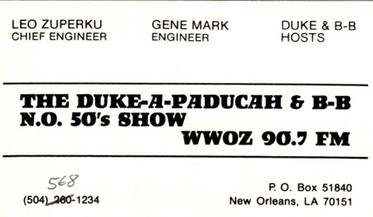 LEO ZUPERKU GENE MARK DUKE & B-B
CHIEF ENGINEER ENGINEER HOSTS
THE DUKE-A-PADUCAH & B-B
N.O. 50's SHOW
WWOZ 90.7 FM
568
(504) 280-1234 P. O. Box 51840
New Orleans, LA 70151